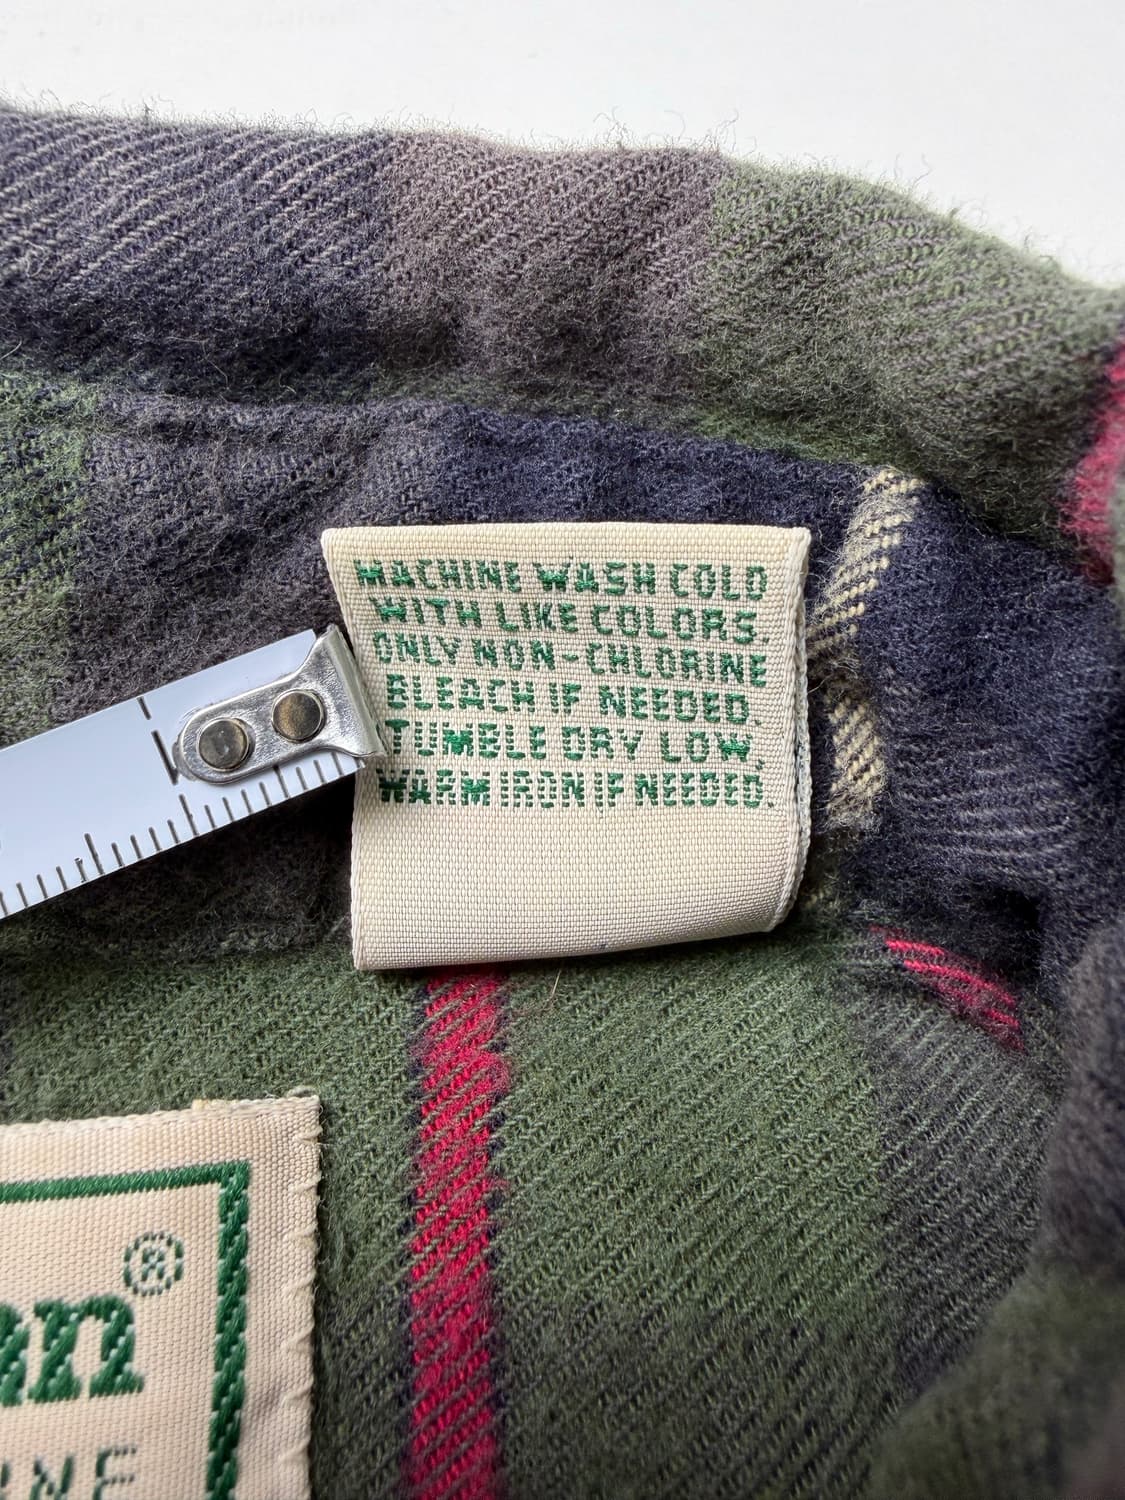 MACHINE WASH COLD
WITH LIKE COLORS.
ONLY NON-CHLORINE
BLEACH IF NEEDED.
TUMBLE DRY LOW,
WARM IRON IF NEEDED.
®